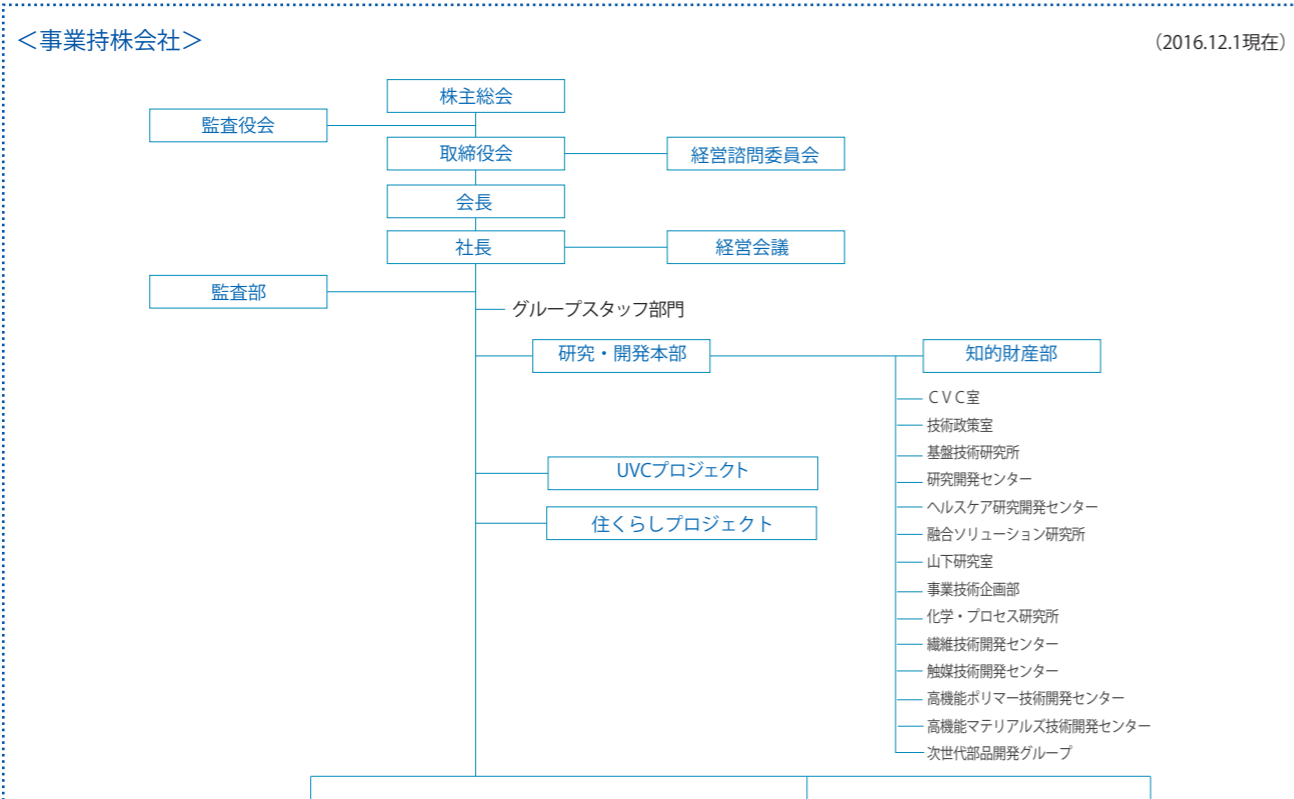 ＜事業持株会社＞
（2016.12.1現在）
株主総会
監査役会
取締役会
経営諮問委員会
会長
社長
経営会議
監査部
グループスタッフ部門
研究・開発本部
知的財産部
ＣＶＣ室
技術政策室
基盤技術研究所
研究開発センター
ヘルスケア研究開発センター
融合ソリューション研究所
山下研究室
事業技術企画部
化学・プロセス研究所
繊維技術開発センター
触媒技術開発センター
高機能ポリマー技術開発センター
高機能マテリアルズ技術開発センター
次世代部品開発グループ
UVCプロジェクト
住くらしプロジェクト